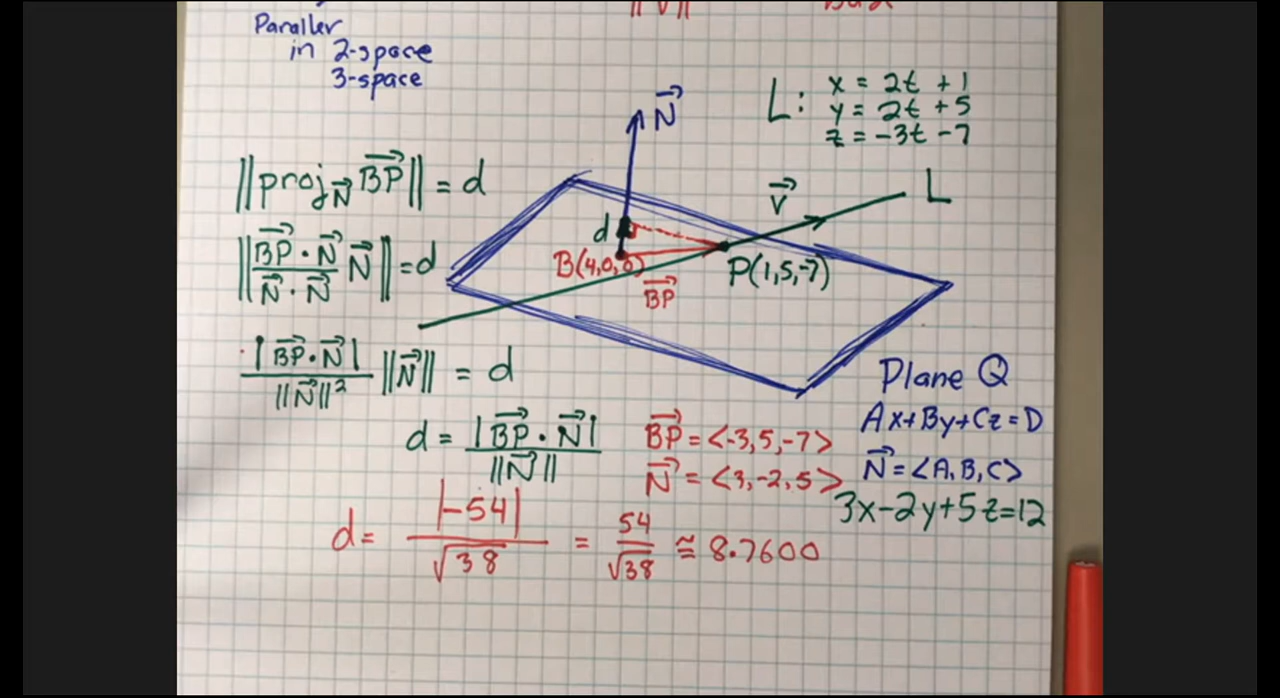 Paraller
in 2-space
3-space
L: x = 2t + 1
y = 2t + 5
z = -3t - 7
N⃗
‖proj_N⃗ BP⃗‖ = d
V⃗
L
d
‖(BP⃗ · N⃗)/(N⃗ · N⃗) N⃗‖ = d
B(4,0,0)
P(1,5,-7)
BP⃗
|BP⃗ · N⃗|/‖N⃗‖² ‖N⃗‖ = d
Plane Q
Ax+By+Cz=D
d = |BP⃗ · N⃗|/‖N⃗‖
BP⃗ = <-3,5,-7>
N⃗ = <A,B,C>
N⃗ = <3,-2,5>
3x-2y+5z=12
d = |-54|/√38 = 54/√38 ≅ 8.7600